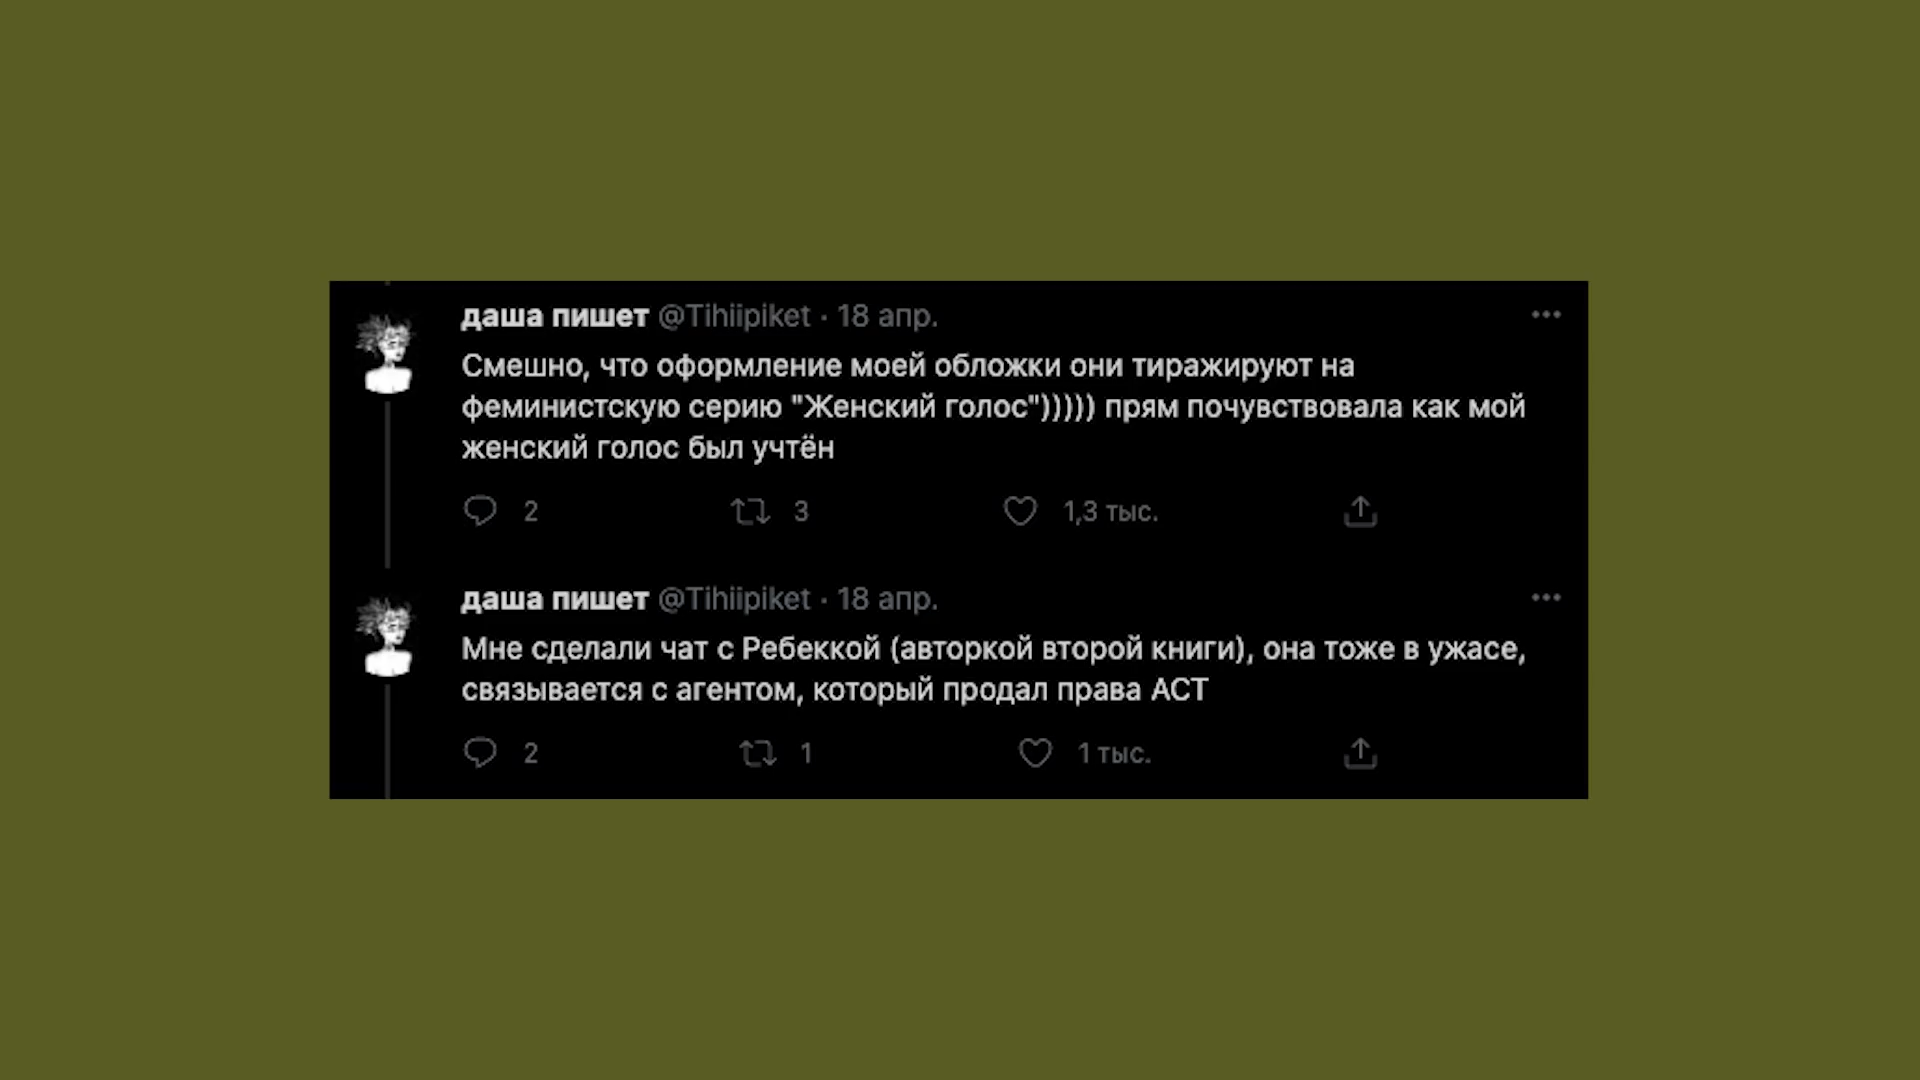 даша пишет @Tihiipiket · 18 апр.
Смешно, что оформление моей обложки они тиражируют на
феминистскую серию "Женский голос"))))) прям почувствовала как мой
женский голос был учтён
2 3 1,3 тыс.
даша пишет @Tihiipiket · 18 апр.
Мне сделали чат с Ребеккой (авторкой второй книги), она тоже в ужасе,
связывается с агентом, который продал права АСТ
2 1 1 тыс.